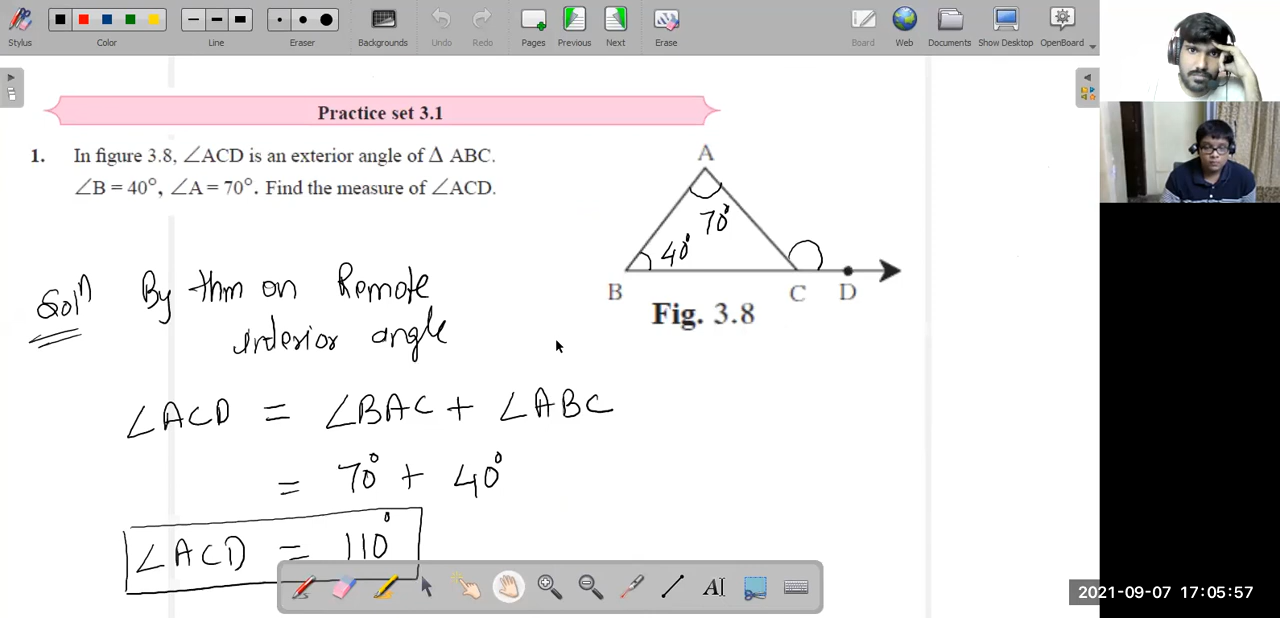 Stylus
Color
Line
Eraser
Backgrounds
Undo
Redo
Pages
Previous
Next
Erase
Board
Web
Documents
Show Desktop
OpenBoard
Practice set 3.1
1. In figure 3.8, ∠ACD is an exterior angle of Δ ABC.
∠B = 40°, ∠A = 70°. Find the measure of ∠ACD.
A
70°
40°
B
C
D
Fig. 3.8
Solⁿ By thm on Remote
interior angle
∠ACD = ∠BAC + ∠ABC
= 70° + 40°
∠ACD = 110°
AI
2021-09-07 17:05:57